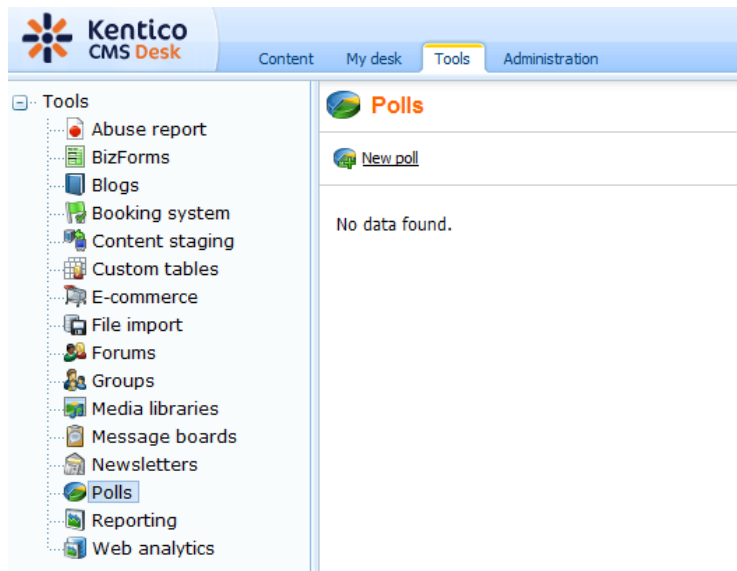 Kentico
CMS Desk
Content My desk Tools Administration
Tools
Abuse report
BizForms
Blogs
Booking system
Content staging
Custom tables
E-commerce
File import
Forums
Groups
Media libraries
Message boards
Newsletters
Polls
Reporting
Web analytics
Polls
New poll
No data found.